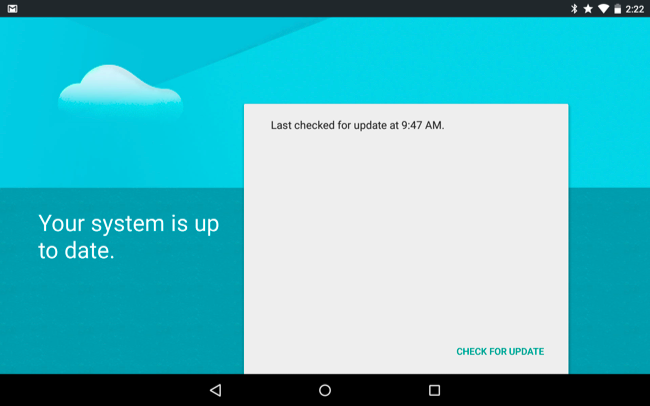 2:22
Last checked for update at 9:47 AM.
Your system is up
to date.
CHECK FOR UPDATE